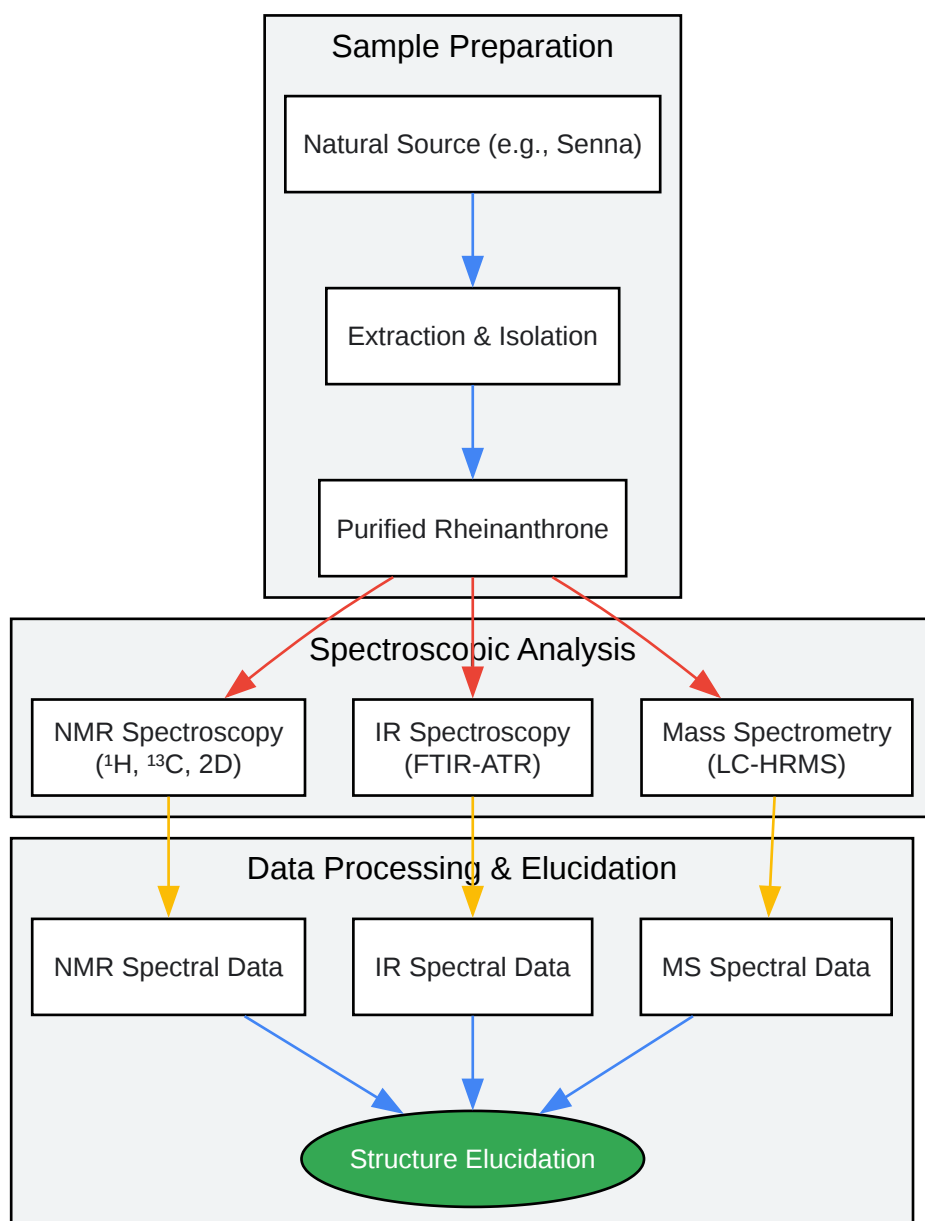 Sample Preparation
Natural Source (e.g., Senna)
Extraction & Isolation
Purified Rheinanthrone
Spectroscopic Analysis
NMR Spectroscopy
(¹H, ¹³C, 2D)
IR Spectroscopy
(FTIR-ATR)
Mass Spectrometry
(LC-HRMS)
Data Processing & Elucidation
NMR Spectral Data
IR Spectral Data
MS Spectral Data
Structure Elucidation